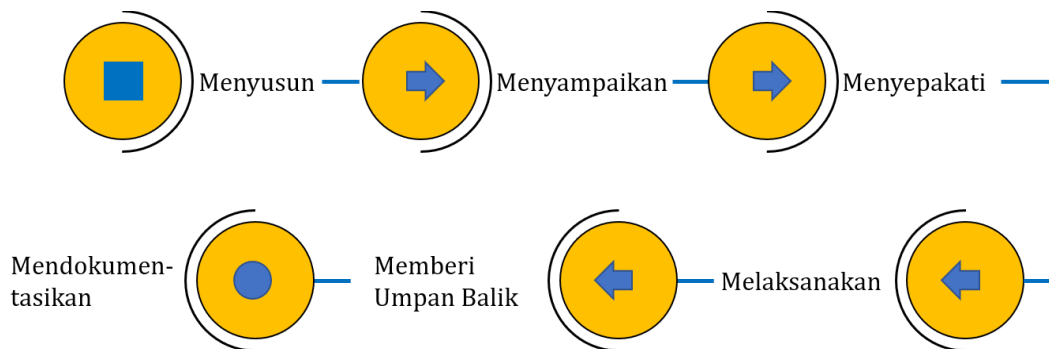 Menyusun
Menyampaikan
Menyepakati
Mendokumen-
tasikan
Memberi
Umpan Balik
Melaksanakan